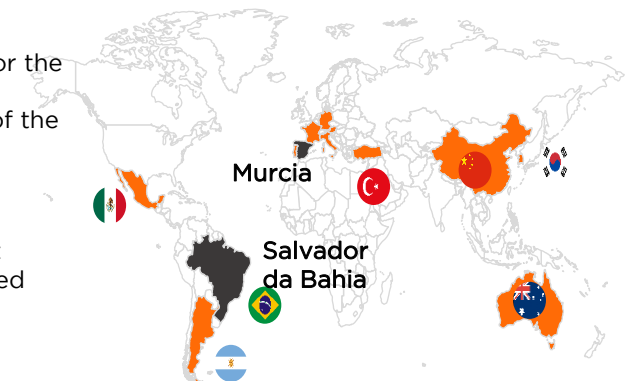 or the
of the
Murcia
Salvador
da Bahia
ed